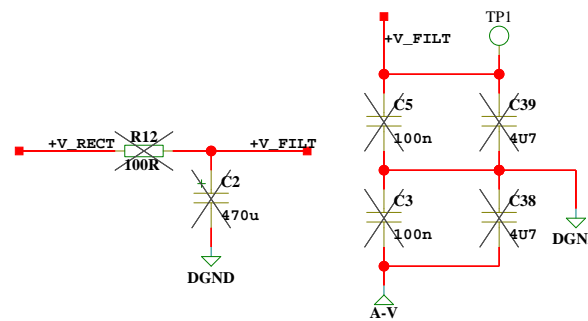 TP1
+V_FILT
C5
C39
100n
4U7
R12
+V_RECT
+V_FILT
100R
C2
470u
C3
C38
100n
4U7
DGN
DGND
A-V